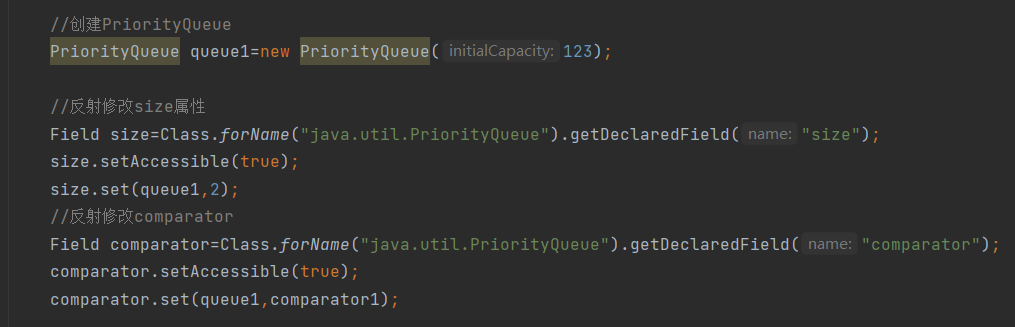 //创建PriorityQueue
PriorityQueue queue1=new PriorityQueue( initialCapacity: 123);
//反射修改size属性
Field size=Class.forName("java.util.PriorityQueue").getDeclaredField( name: "size");
size.setAccessible(true);
size.set(queue1,2);
//反射修改comparator
Field comparator=Class.forName("java.util.PriorityQueue").getDeclaredField( name: "comparator");
comparator.setAccessible(true);
comparator.set(queue1,comparator1);